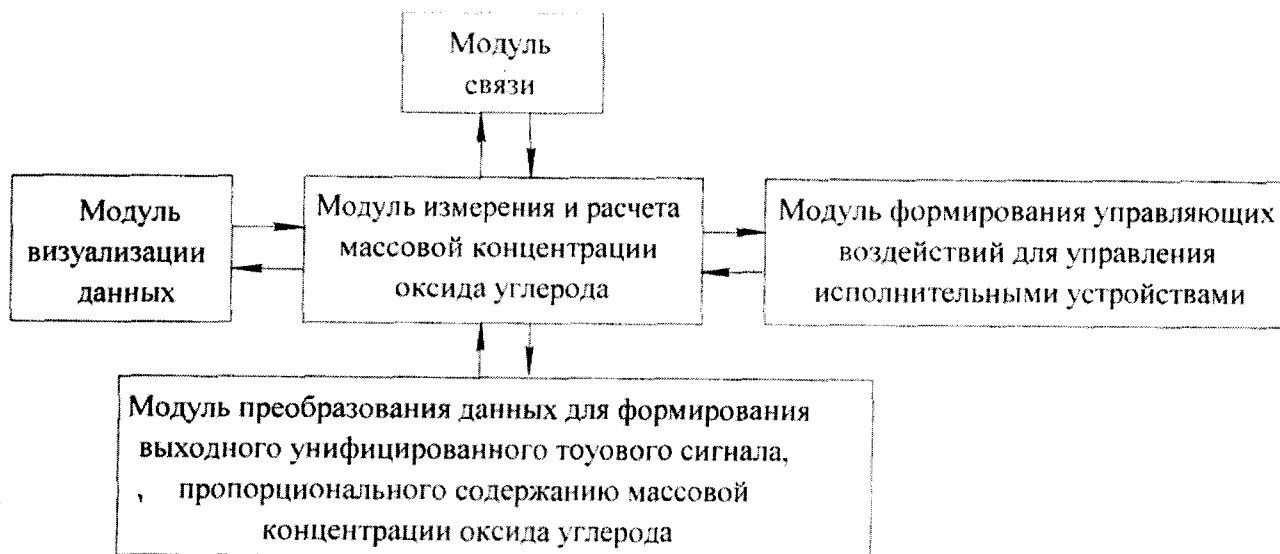 Модуль
связи
Модуль
визуализации
данных
Модуль измерения и расчета
массовой концентрации
оксида углерода
Модуль формирования управляющих
воздействий для управления
исполнительными устройствами
Модуль преобразования данных для формирования
выходного унифицированного тоуового сигнала,
, пропорционального содержанию массовой
концентрации оксида углерода